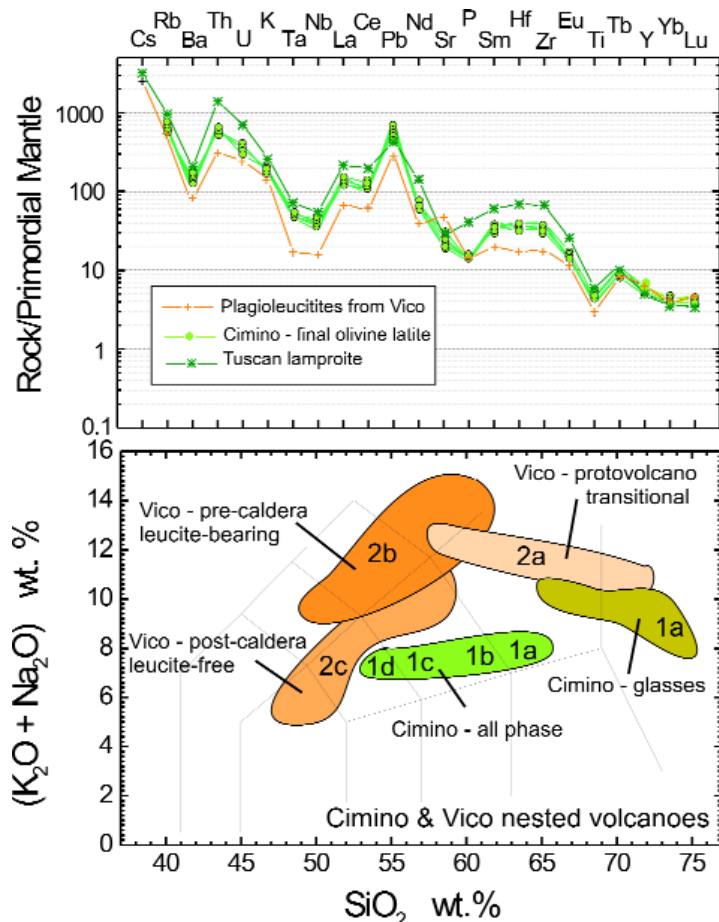 Rb Th K Nb Ce Nd P Hf Eu Tb Yb
Cs Ba U Ta La Pb Sr Sm Zr Ti Y Lu
Rock/Primordial Mantle
1000
100
10
1
0.1
Plagioleucitites from Vico
Cimino - final olivine latite
Tuscan lamproite
(K2O + Na2O) wt. %
16
14
12
10
8
6
4
2
0
Vico - protovolcano
transitional
Vico - pre-caldera
leucite-bearing
2b
2a
1a
Vico - post-caldera
leucite-free
2c
1d
1c
1b
1a
Cimino - glasses
Cimino - all phase
Cimino & Vico nested volcanoes
40 45 50 55 60 65 70 75
SiO2 wt.%